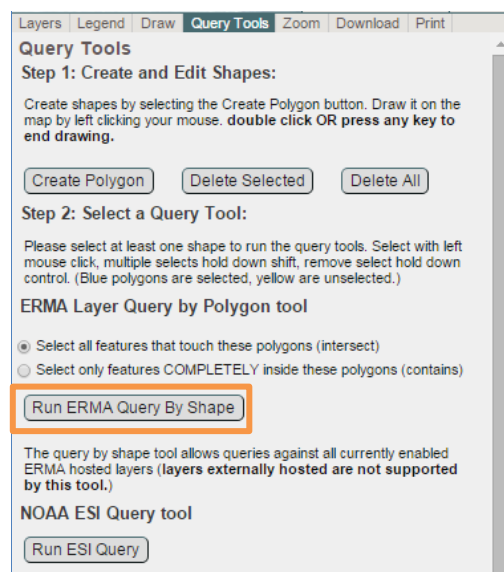 Layers Legend Draw Query Tools Zoom Download Print
Query Tools
Step 1: Create and Edit Shapes:
Create shapes by selecting the Create Polygon button. Draw it on the
map by left clicking your mouse. double click OR press any key to
end drawing.
Create Polygon Delete Selected Delete All
Step 2: Select a Query Tool:
Please select at least one shape to run the query tools. Select with left
mouse click, multiple selects hold down shift, remove select hold down
control. (Blue polygons are selected, yellow are unselected.)
ERMA Layer Query by Polygon tool
Select all features that touch these polygons (intersect)
Select only features COMPLETELY inside these polygons (contains)
Run ERMA Query By Shape
The query by shape tool allows queries against all currently enabled
ERMA hosted layers (layers externally hosted are not supported
by this tool.)
NOAA ESI Query tool
Run ESI Query